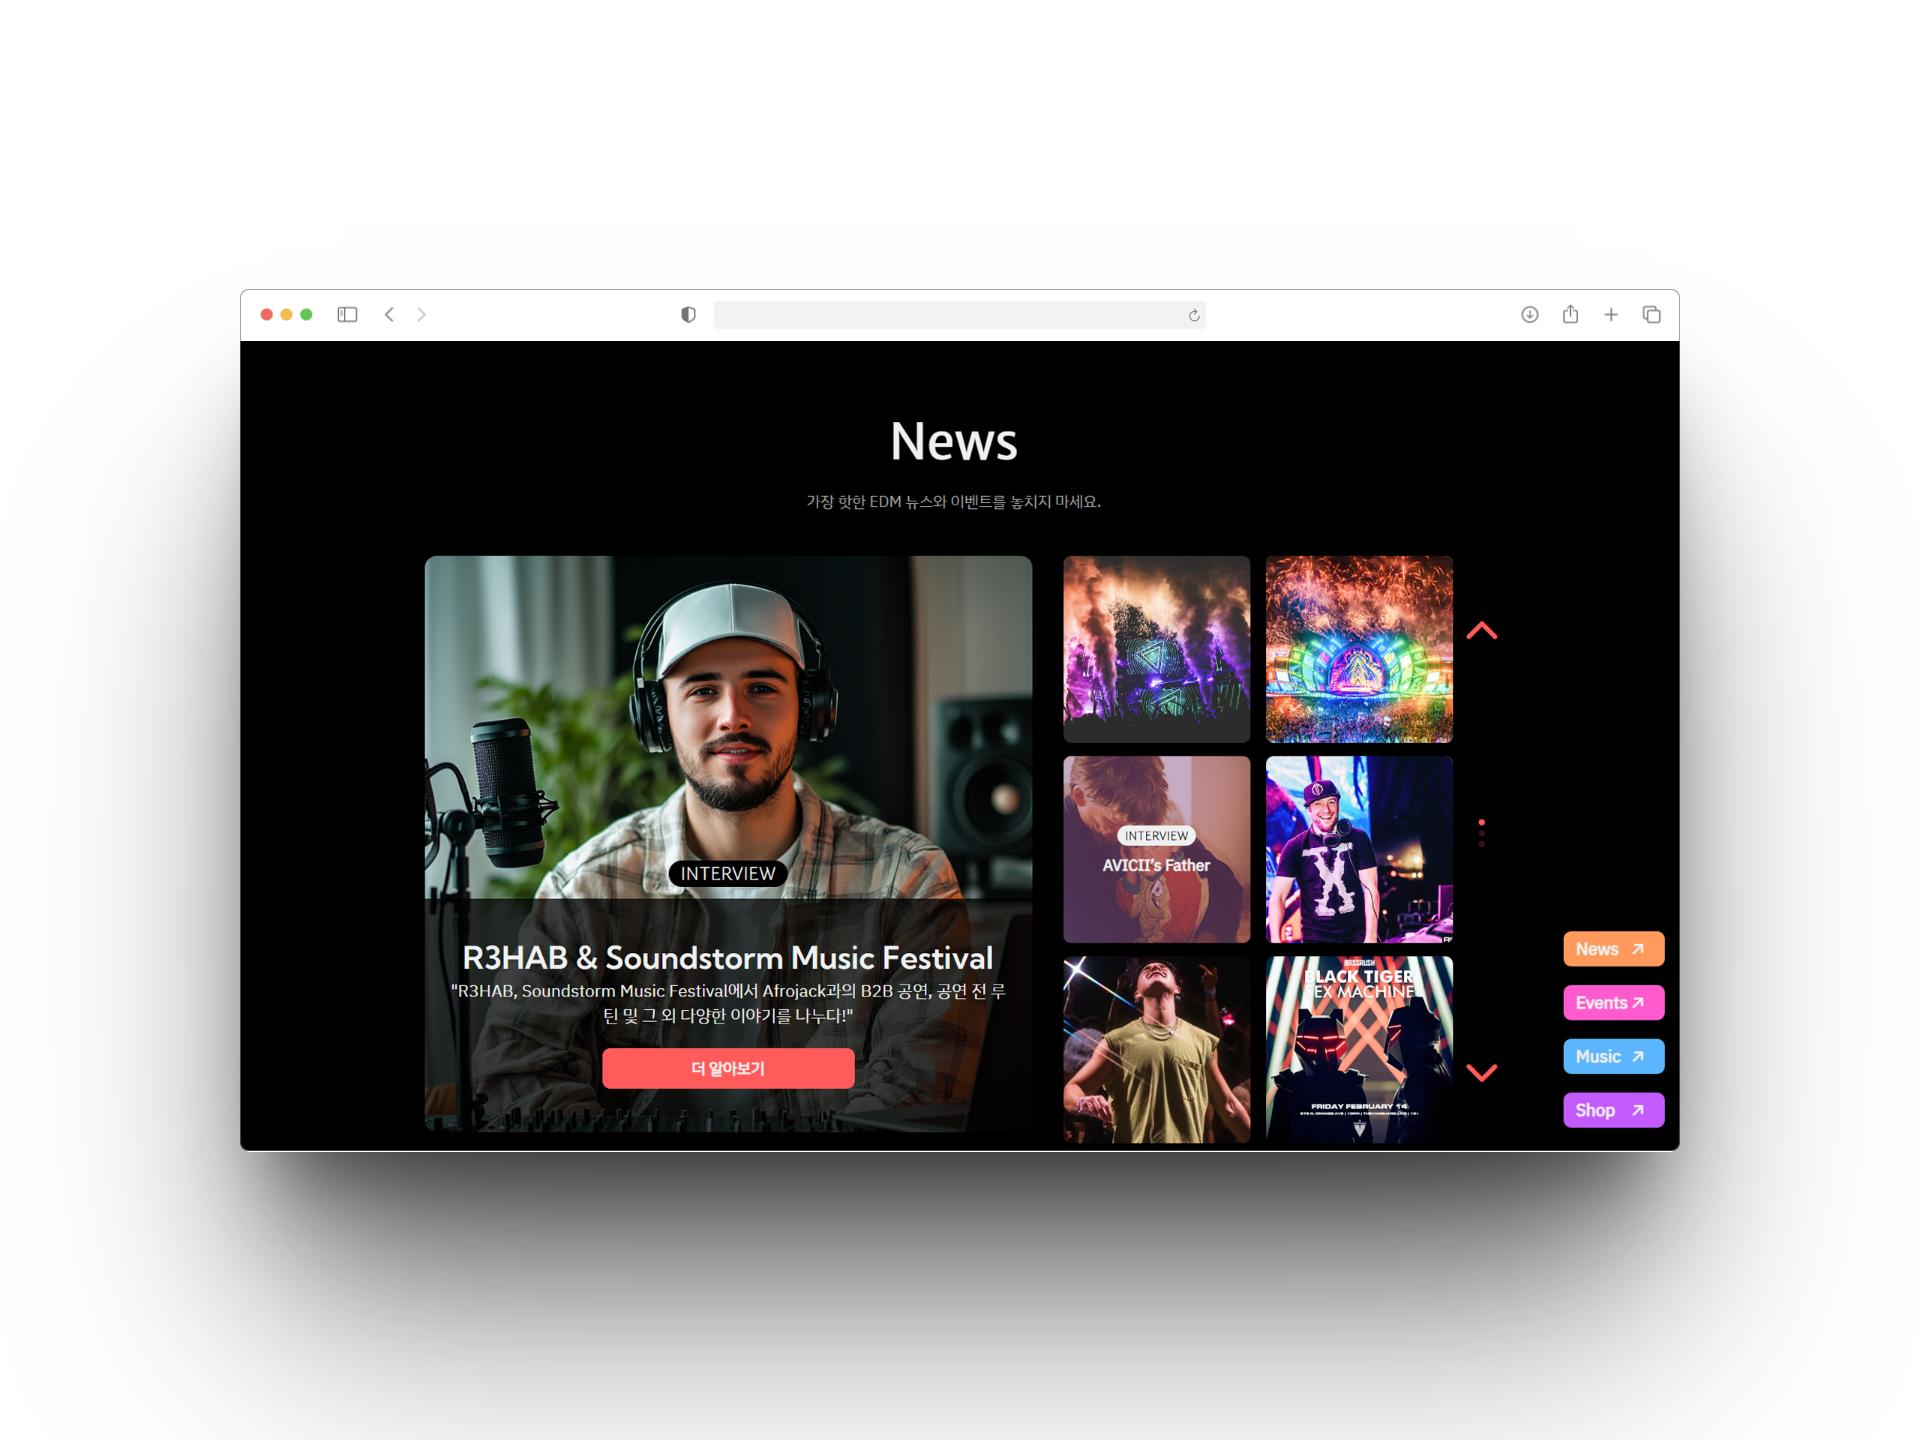 News
가장 핫한 EDM 뉴스와 이벤트를 놓치지 마세요.
INTERVIEW
R3HAB & Soundstorm Music Festival
"R3HAB, Soundstorm Music Festival에서 Afrojack과의 B2B 공연, 공연 전 루
틴 및 그 외 다양한 이야기를 나누다!"
더 알아보기
INTERVIEW
AVICII’s Father
BASSRUSH
BLACK TIGER
SEX MACHINE
FRIDAY FEBRUARY 14
News
Events
Music
Shop